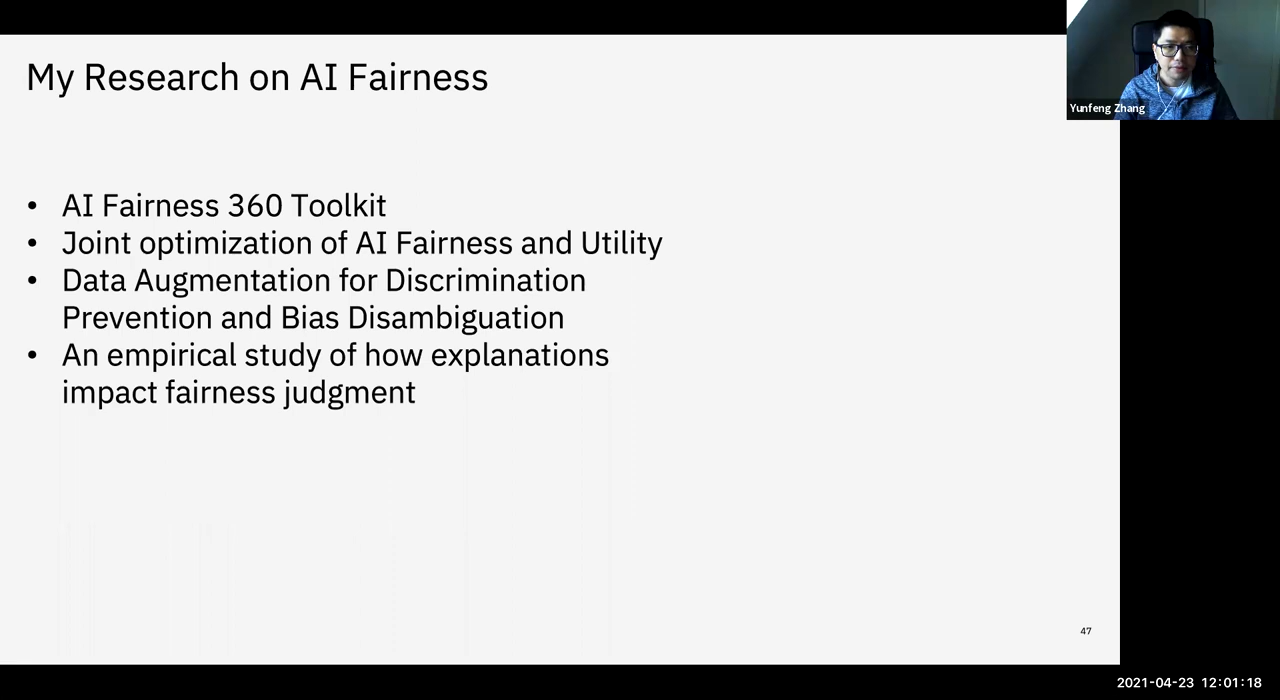 My Research on AI Fairness
Yunfeng Zhang
• AI Fairness 360 Toolkit
• Joint optimization of AI Fairness and Utility
• Data Augmentation for Discrimination
Prevention and Bias Disambiguation
• An empirical study of how explanations
impact fairness judgment
47
2021-04-23 12:01:18